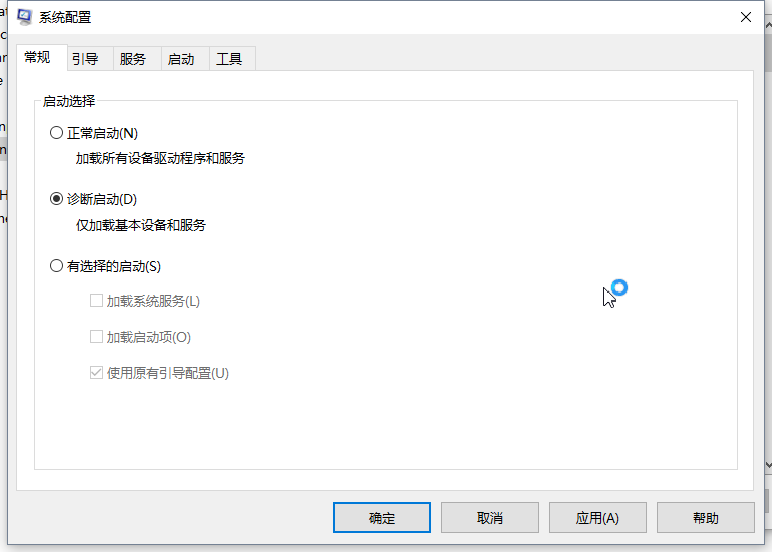 系统配置
常规
引导
服务
启动
工具
启动选择
正常启动(N)
加载所有设备驱动程序和服务
诊断启动(D)
仅加载基本设备和服务
有选择的启动(S)
加载系统服务(L)
加载启动项(O)
使用原有引导配置(U)
确定
取消
应用(A)
帮助